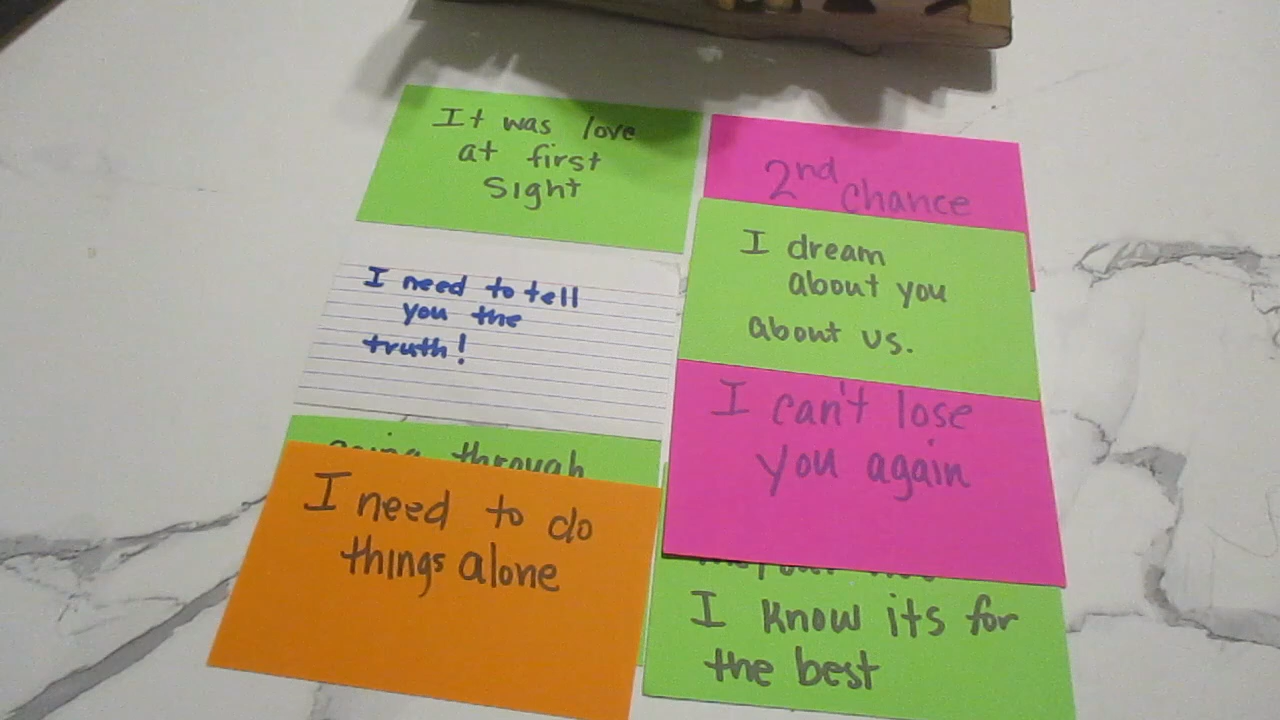 It was love
at first
sight
I need to tell
you the
truth!
through
I need to do
things alone
2nd
chance
I dream
about you
about us.
I can't lose
you again
I know its for
the best